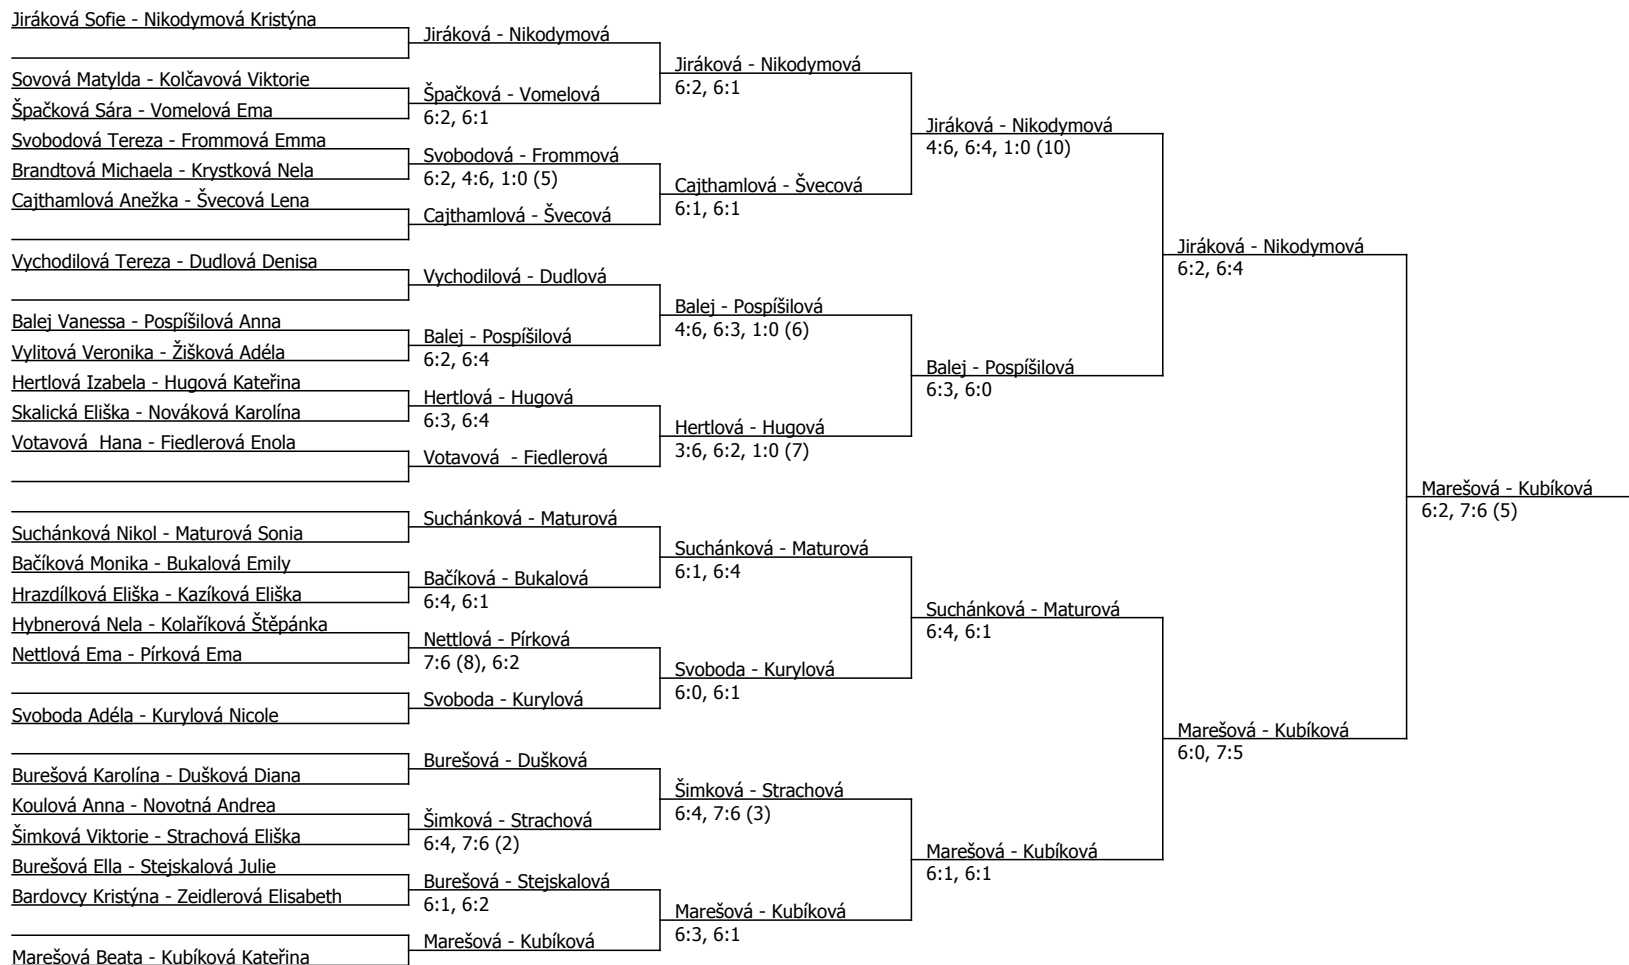 Jiráková Sofie - Nikodymová Kristýna
Sovová Matylda - Kolčavová Viktorie
Špačková Sára - Vomelová Ema
Svobodová Tereza - Frommová Emma
Brandtová Michaela - Krystková Nela
Cajthamlová Anežka - Švecová Lena
Vychodilová Tereza - Dudlová Denisa
Balej Vanessa - Pospíšilová Anna
Vylitová Veronika - Žišková Adéla
Hertlová Izabela - Hugová Kateřina
Skalická Eliška - Nováková Karolína
Votavová  Hana - Fiedlerová Enola
Suchánková Nikol - Maturová Sonia
Bačíková Monika - Bukalová Emily
Hrazdílková Eliška - Kazíková Eliška
Hybnerová Nela - Kolaříková Štěpánka
Nettlová Ema - Pírková Ema
Svoboda Adéla - Kurylová Nicole
Burešová Karolína - Dušková Diana
Koulová Anna - Novotná Andrea
Šimková Viktorie - Strachová Eliška
Burešová Ella - Stejskalová Julie
Bardovcy Kristýna - Zeidlerová Elisabeth
Marešová Beata - Kubíková Kateřina
Jiráková - Nikodymová
Špačková - Vomelová
6:2, 6:1
Svobodová - Frommová
6:2, 4:6, 1:0 (5)
Cajthamlová - Švecová
Vychodilová - Dudlová
Balej - Pospíšilová
6:2, 6:4
Hertlová - Hugová
6:3, 6:4
Votavová  - Fiedlerová
Suchánková - Maturová
Bačíková - Bukalová
6:4, 6:1
Nettlová - Pírková
7:6 (8), 6:2
Svoboda - Kurylová
Burešová - Dušková
Šimková - Strachová
6:4, 7:6 (2)
Burešová - Stejskalová
6:1, 6:2
Marešová - Kubíková
Jiráková - Nikodymová
6:2, 6:1
Cajthamlová - Švecová
6:1, 6:1
Balej - Pospíšilová
4:6, 6:3, 1:0 (6)
Hertlová - Hugová
3:6, 6:2, 1:0 (7)
Suchánková - Maturová
6:1, 6:4
Svoboda - Kurylová
6:0, 6:1
Šimková - Strachová
6:4, 7:6 (3)
Marešová - Kubíková
6:3, 6:1
Jiráková - Nikodymová
4:6, 6:4, 1:0 (10)
Balej - Pospíšilová
6:3, 6:0
Suchánková - Maturová
6:4, 6:1
Marešová - Kubíková
6:1, 6:1
Jiráková - Nikodymová
6:2, 6:4
Marešová - Kubíková
6:0, 7:5
Marešová - Kubíková
6:2, 7:6 (5)